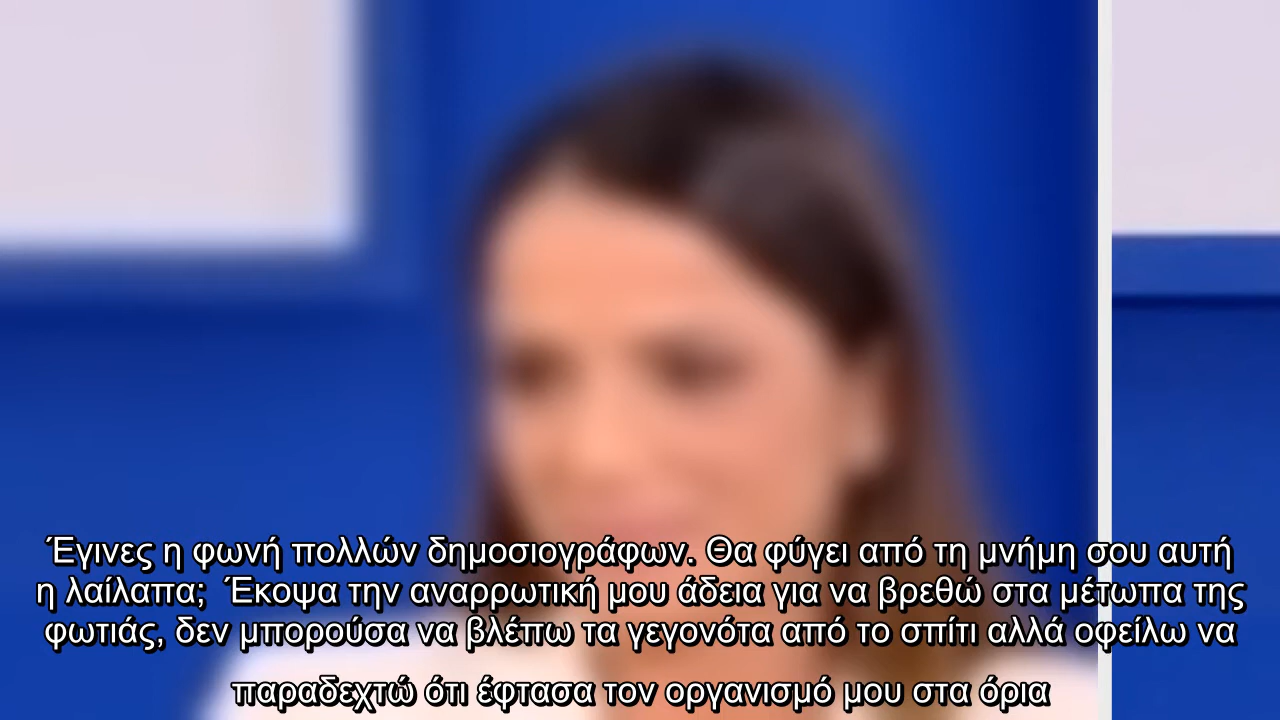 Έγινες η φωνή πολλών δημοσιογράφων. Θα φύγει από τη μνήμη σου αυτή
η λαίλαπα; Έκοψα την αναρρωτική μου άδεια για να βρεθώ στα μέτωπα της
φωτιάς, δεν μπορούσα να βλέπω τα γεγονότα από το σπίτι αλλά οφείλω να
παραδεχτώ ότι έφτασα τον οργανισμό μου στα όρια